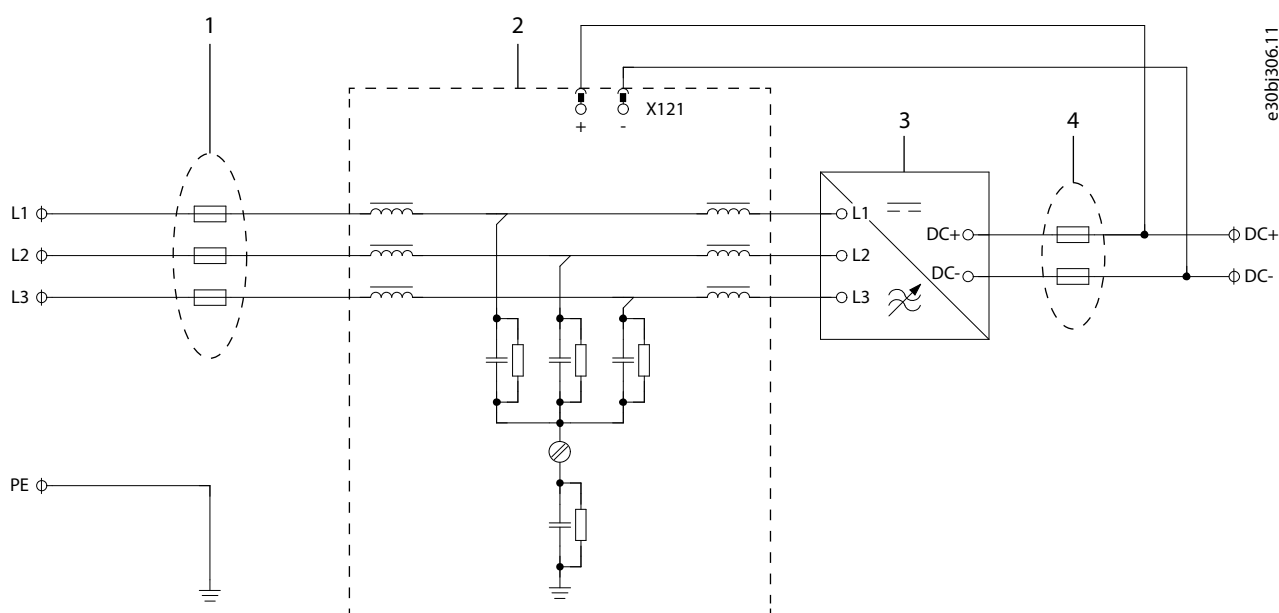 1
2
e30bj306.11
X121
+
-
3
4
L1
L1
DC+
DC+
L2
L2
DC-
DC-
L3
L3
PE